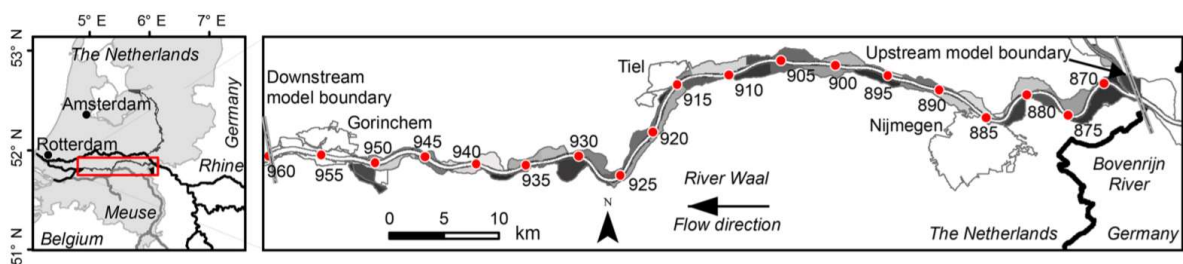 5° E 6° E 7° E
53° N
52° N
51° N
The Netherlands
Amsterdam
Rotterdam
Germany
Rhine
Meuse
Belgium
Downstream
model boundary
Gorinchem
Tiel
Upstream model boundary
Nijmegen
960 955 950 945 940 935 930 925 920 915 910 905 900 895 890 885 880 875 870
0 5 10
km
N
River Waal
Flow direction
Bovenrijn
River
The Netherlands
Germany